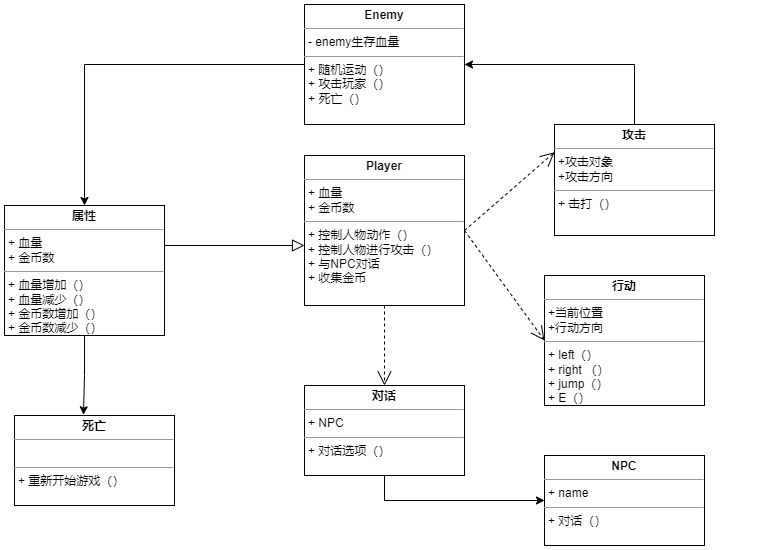 Enemy
- enemy生存血量
+ 随机运动（）
+ 攻击玩家（）
+ 死亡（）
攻击
+攻击对象
+攻击方向
+ 击打（）
Player
+ 血量
+ 金币数
+ 控制人物动作（）
+ 控制人物进行攻击（）
+ 与NPC对话
+ 收集金币
属性
+ 血量
+ 金币数
+ 血量增加（）
+ 血量减少（）
+ 金币数增加（）
+ 金币数减少（）
行动
+当前位置
+行动方向
+ left（）
+ right （）
+ jump（）
+ E（）
对话
+ NPC
+ 对话选项（）
死亡
+ 重新开始游戏（）
NPC
+ name
+ 对话（）